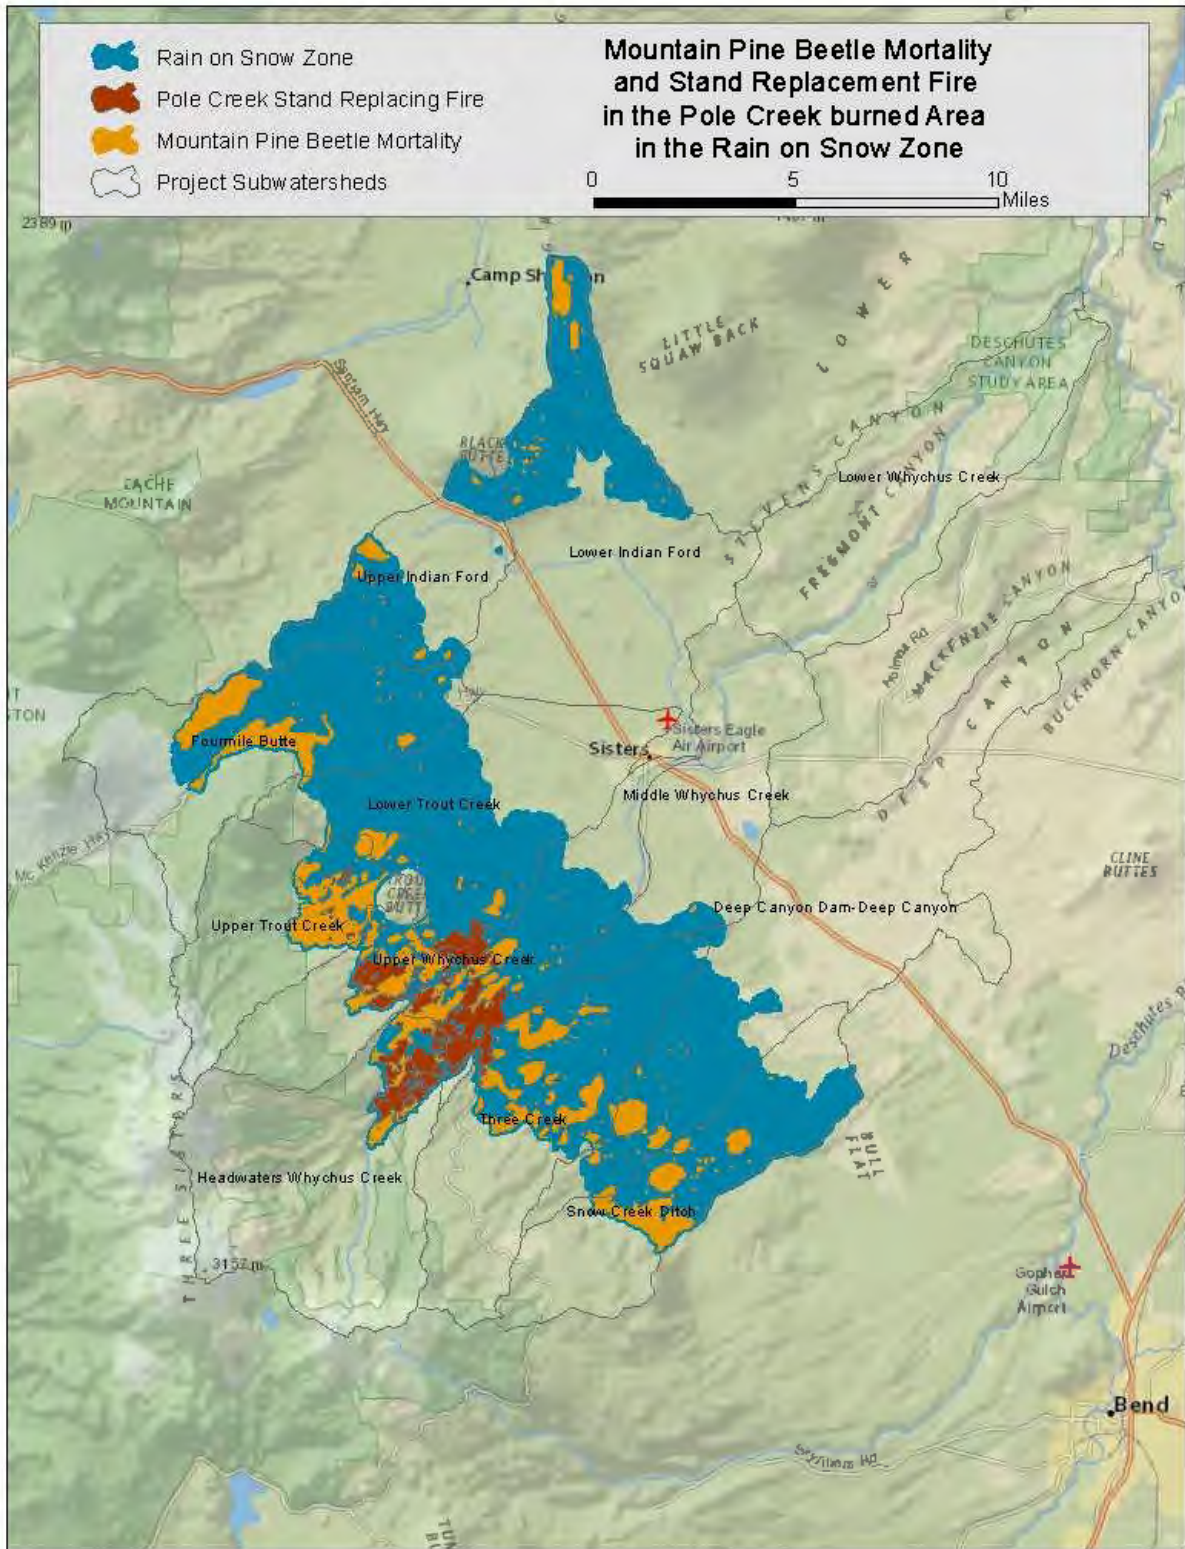 Rain on Snow Zone
Pole Creek Stand Replacing Fire
Mountain Pine Beetle Mortality
Project Subwatersheds
Mountain Pine Beetle Mortality
and Stand Replacement Fire
in the Pole Creek burned Area
in the Rain on Snow Zone
0 5 10
Miles
2389 m
LOWER
LITTLE
SQUAW BACK
DESCHUTES
CANYON
STUDY AREA
Santiam Hwy
BLACK
CACHE
MOUNTAIN
STEVENS CANYON
Lower Whychus Creek
Lower Indian Ford
Upper Indian Ford
MACKENZIE CANYON
DEEP CANYON
BUCKHORN CANYON
Sisters Eagle
Air Airport
Sisters
Fourmile Butte
Middle Whychus Creek
Lower Trout Creek
Mc Kenzie Hwy
CLINE
BUTTES
Deep Canyon Dam-Deep Canyon
Upper Trout Creek
Upper Whychus Creek
THREE SISTERS
Three Creek
BULL
FLAT
Headwaters Whychus Creek
Snow Creek Ditch
3157 m
Gopher
Gulch
Airport
Bend